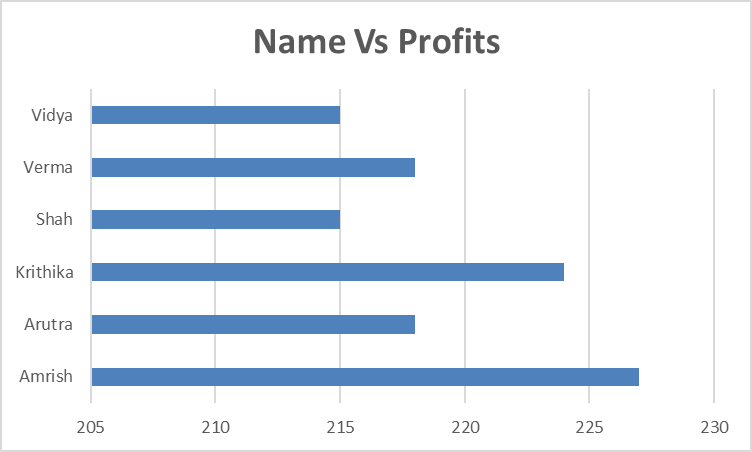 Name Vs Profits
Vidya
Verma
Shah
Krithika
Arutra
Amrish
205 210 215 220 225 230